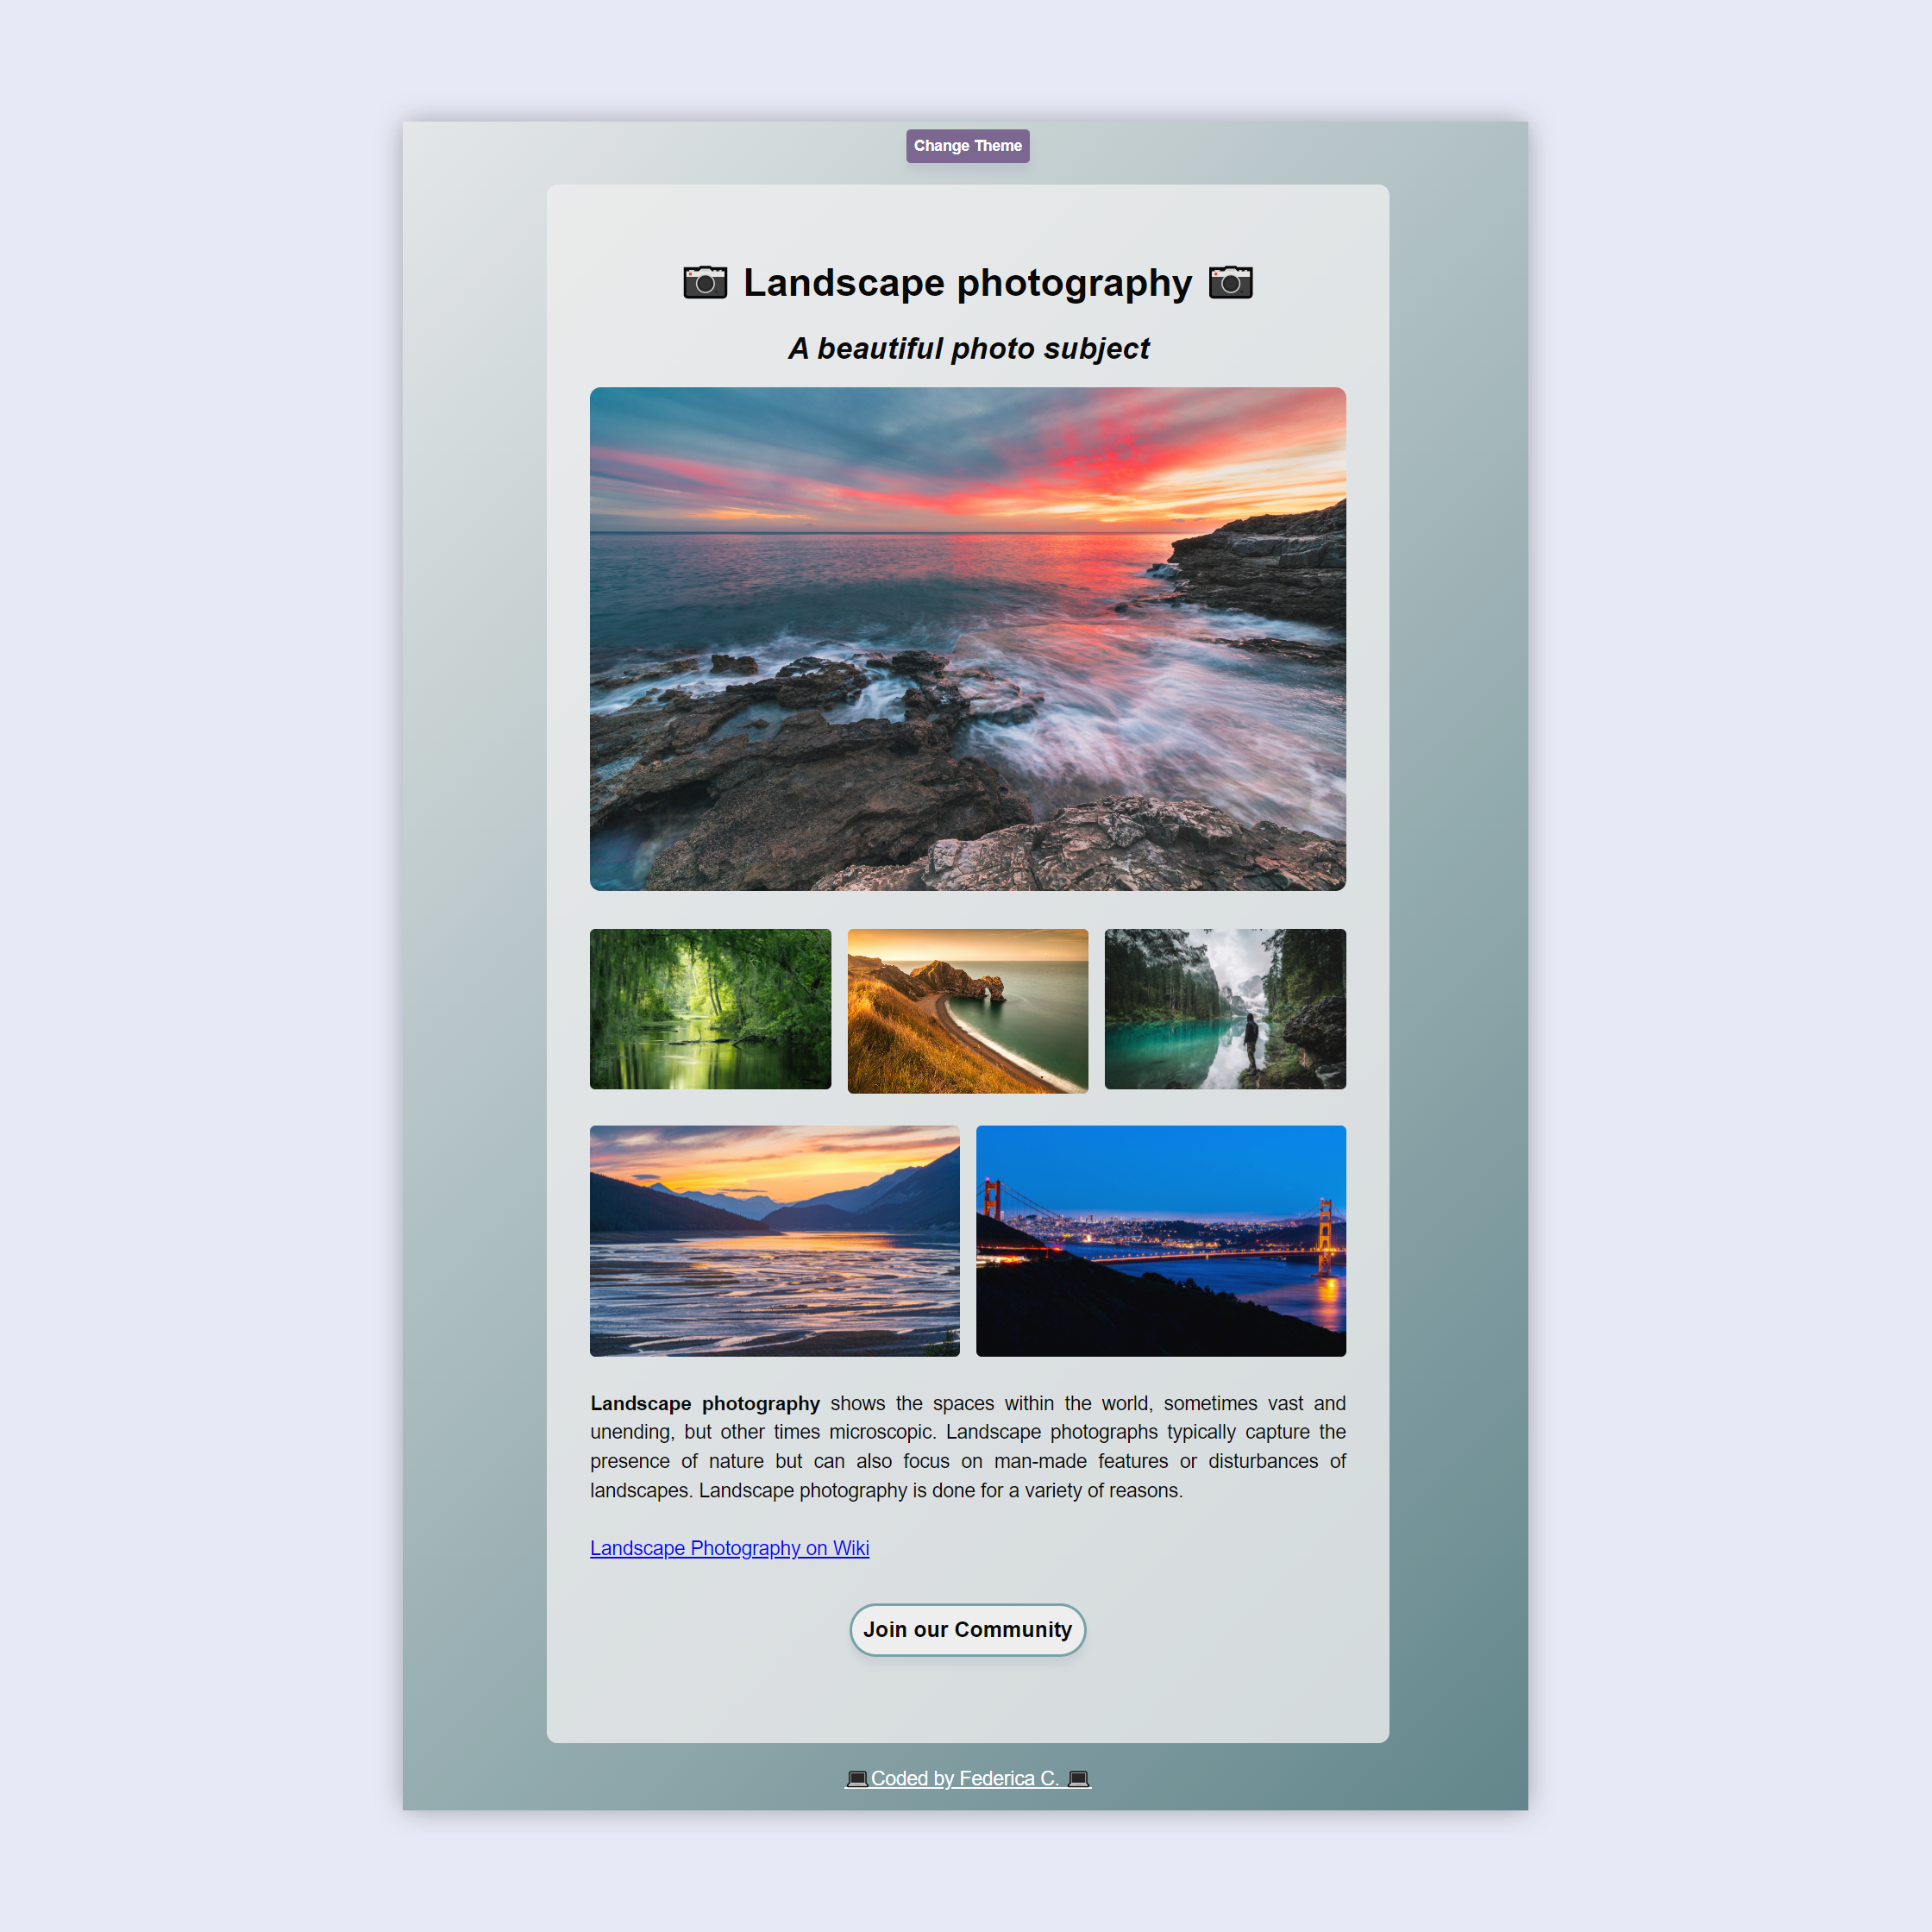 Change Theme
📷 Landscape photography 📷
A beautiful photo subject
Landscape photography shows the spaces within the world, sometimes vast and
unending, but other times microscopic. Landscape photographs typically capture the
presence of nature but can also focus on man-made features or disturbances of
landscapes. Landscape photography is done for a variety of reasons.
Landscape Photography on Wiki
Join our Community
💻Coded by Federica C. 💻